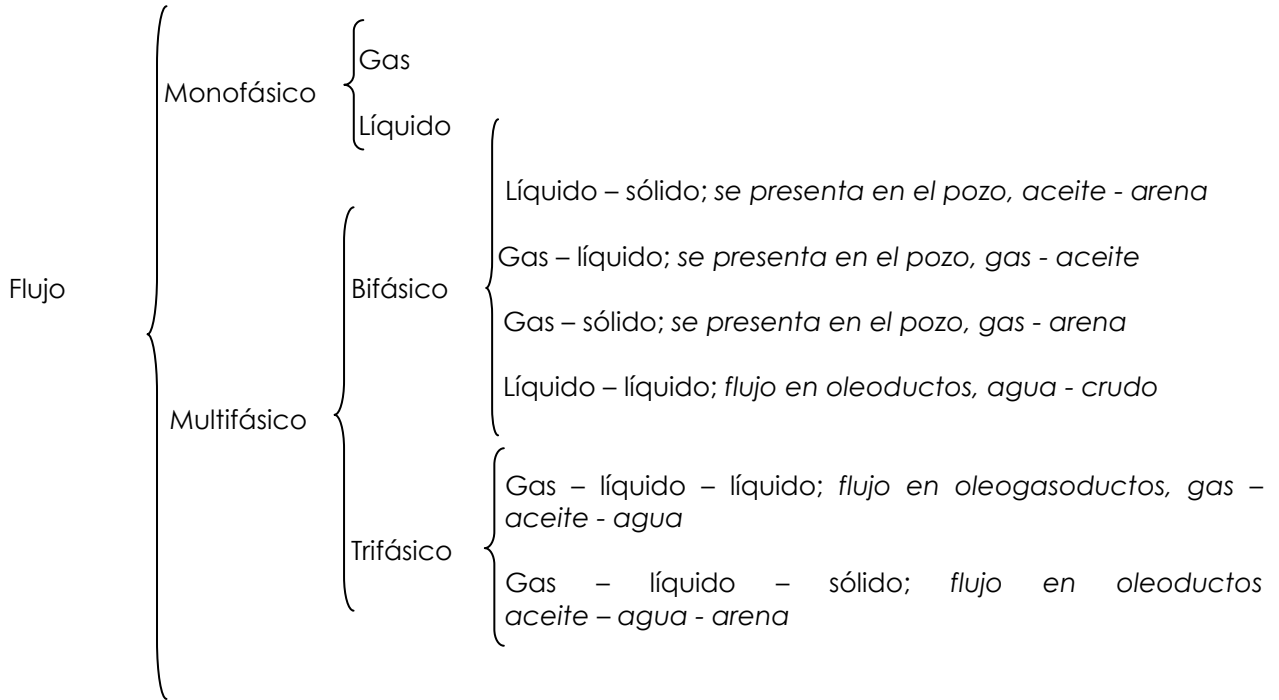 Flujo
Monofásico
Gas
Líquido
Multifásico
Bifásico
Líquido – sólido; se presenta en el pozo, aceite - arena
Gas – líquido; se presenta en el pozo, gas - aceite
Gas – sólido; se presenta en el pozo, gas - arena
Líquido – líquido; flujo en oleoductos, agua - crudo
Trifásico
Gas – líquido – líquido; flujo en oleogasoductos, gas –
aceite - agua
Gas – líquido – sólido; flujo en oleoductos
aceite – agua - arena